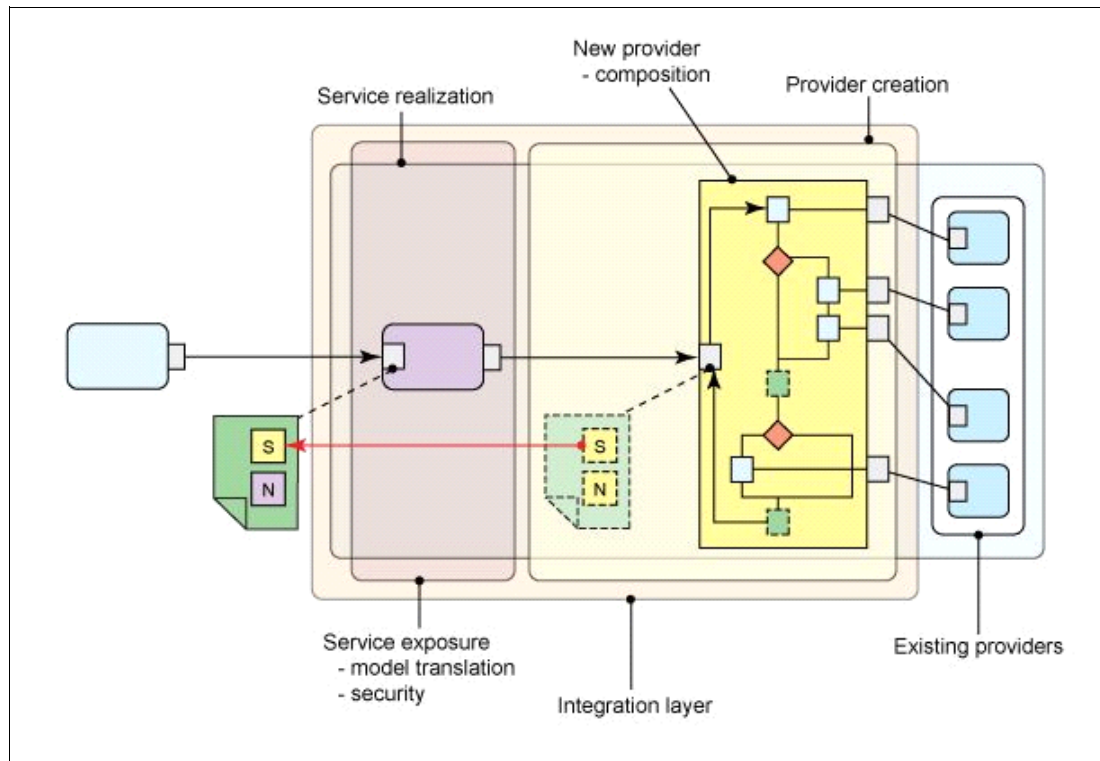 New provider
- composition
Provider creation
Service realization
S
N
S
N
Service exposure
- model translation
- security
Existing providers
Integration layer